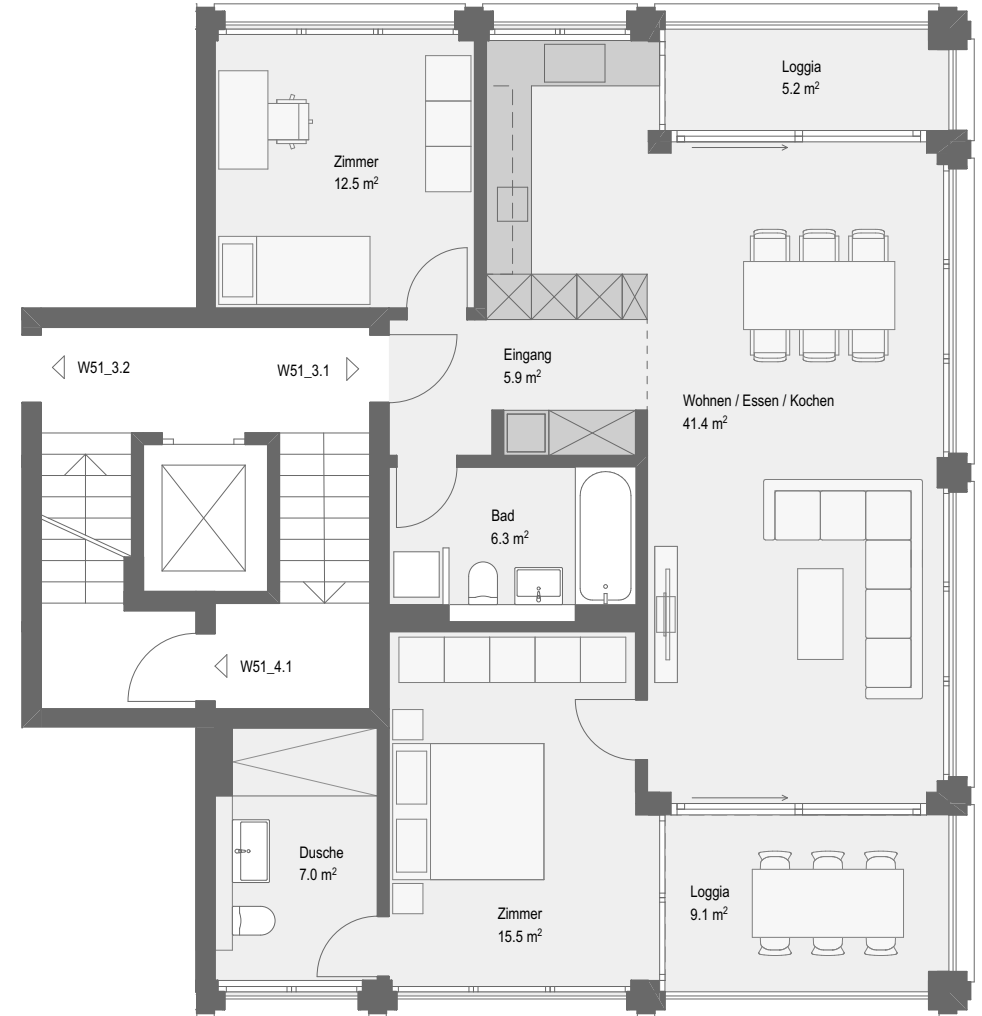 Loggia
5.2 m²
Zimmer
12.5 m²
Eingang
5.9 m²
W51_3.2
W51_3.1
Wohnen / Essen / Kochen
41.4 m²
Bad
6.3 m²
W51_4.1
Dusche
7.0 m²
Zimmer
15.5 m²
Loggia
9.1 m²